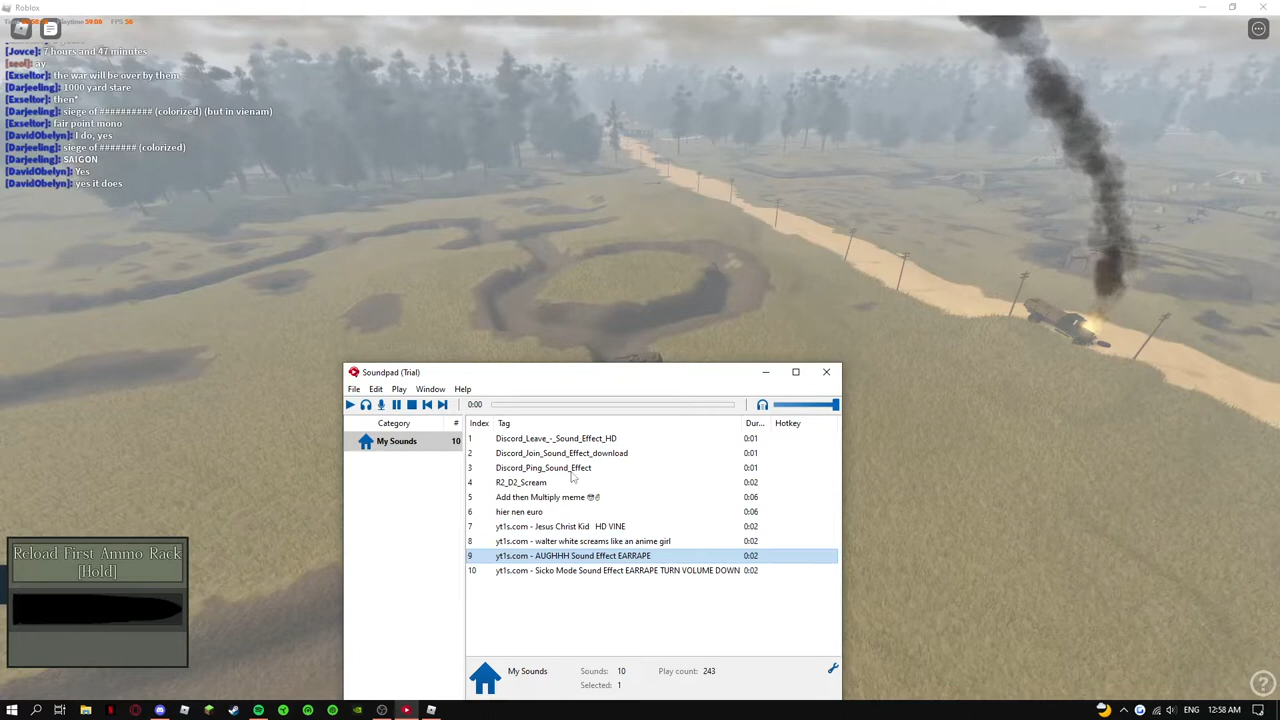 Roblox
Playtime 59:08 FPS 56
[Joyce]: 7 hours and 47 minutes
[seol]: ay
[Exseltor]: the war will be over by them
[Darjeeling]: 1000 yard stare
[Exseltor]: then*
[Darjeeling]: siege of ########## (colorized) (but in vienam)
[Exseltor]: fair point mono
[DavidObelyn]: I do, yes
[Darjeeling]: siege of ####### (colorized)
[Darjeeling]: SAIGON
[DavidObelyn]: Yes
[DavidObelyn]: yes it does
Soundpad (Trial)
File Edit Play Window Help
0:00
Category # Index Tag Dur... Hotkey
My Sounds 10
1 Discord_Leave_-_Sound_Effect_HD 0:01
2 Discord_Join_Sound_Effect_download 0:01
3 Discord_Ping_Sound_Effect 0:01
4 R2_D2_Scream 0:02
5 Add then Multiply meme 0:06
6 hier nen euro 0:06
7 yt1s.com - Jesus Christ Kid HD VINE 0:02
8 yt1s.com - walter white screams like an anime girl 0:02
9 yt1s.com - AUGHHH Sound Effect EARRAPE 0:02
10 yt1s.com - Sicko Mode Sound Effect EARRAPE TURN VOLUME DOWN 0:02
Reload First Ammo Rack
[Hold]
My Sounds Sounds: 10 Play count: 243
Selected: 1
ENG 12:58 AM